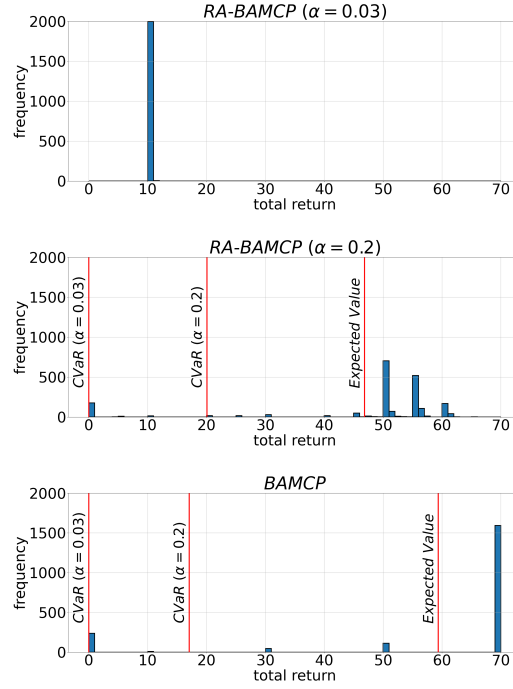 RA-BAMCP (α = 0.03)
2000
1500
1000
500
0
frequency
0 10 20 30 40 50 60 70
total return
RA-BAMCP (α = 0.2)
2000
1500
1000
500
0
frequency
CVaR (α = 0.03)
CVaR (α = 0.2)
Expected Value
0 10 20 30 40 50 60 70
total return
BAMCP
2000
1500
1000
500
0
frequency
CVaR (α = 0.03)
CVaR (α = 0.2)
Expected Value
0 10 20 30 40 50 60 70
total return